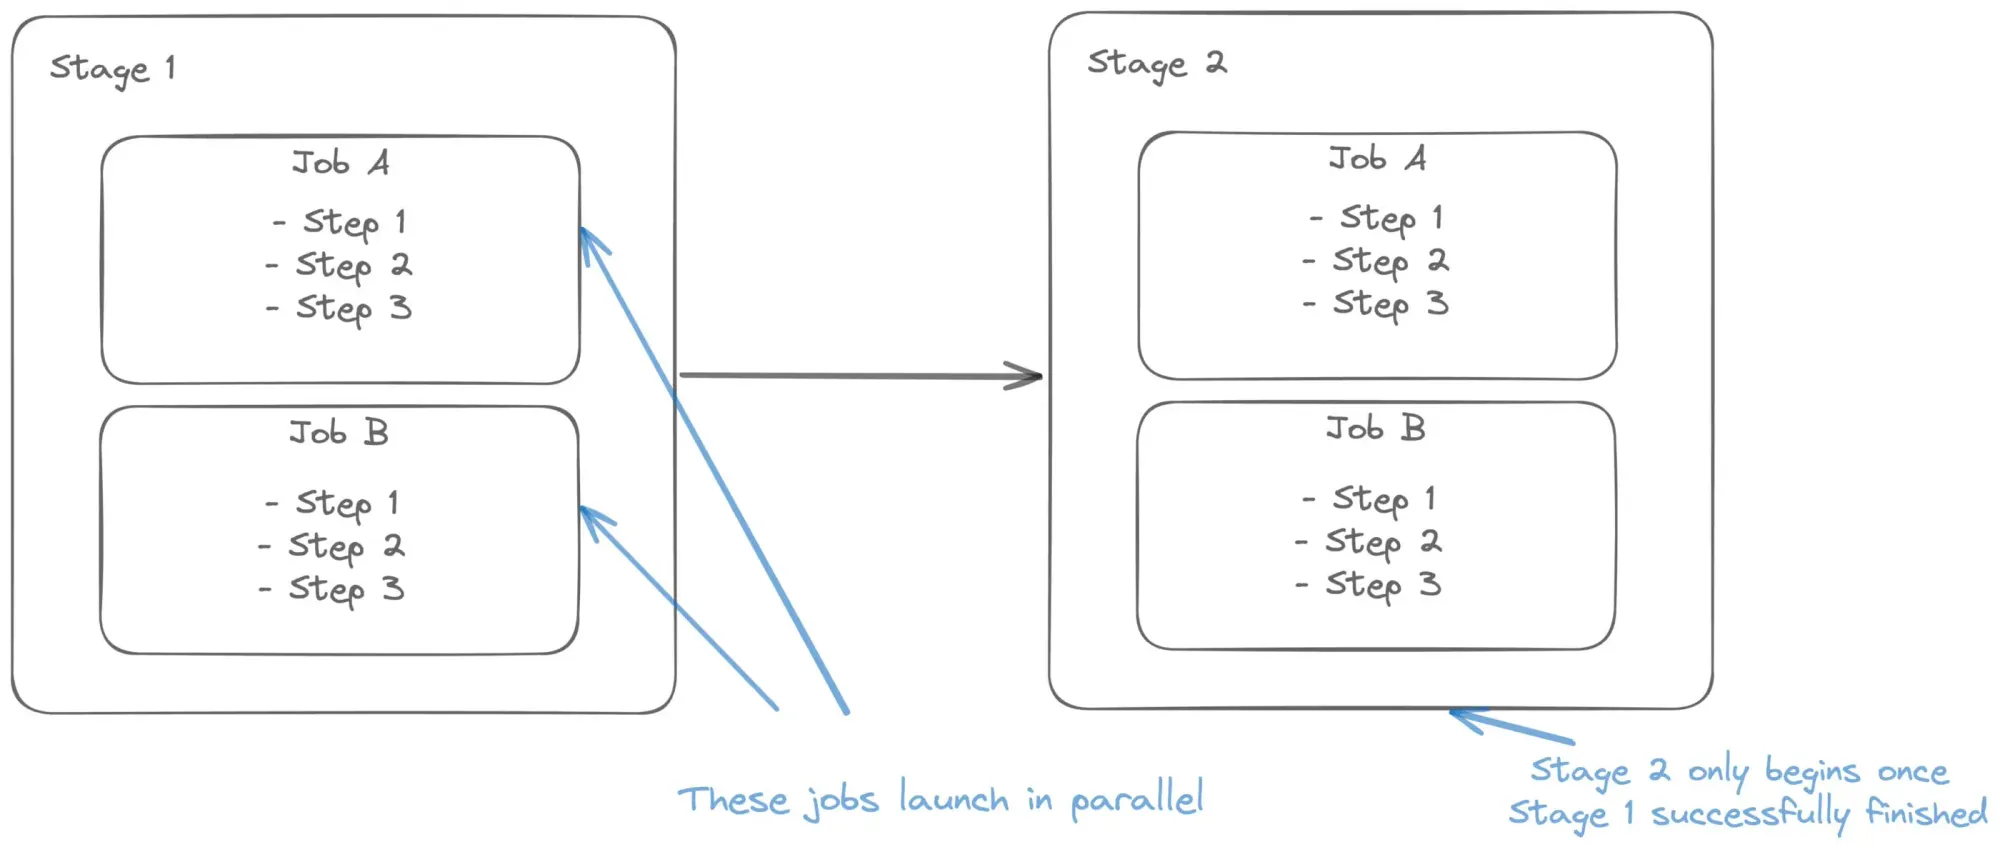 Stage 1
Job A
- Step 1
- Step 2
- Step 3
Job B
- Step 1
- Step 2
- Step 3
Stage 2
Job A
- Step 1
- Step 2
- Step 3
Job B
- Step 1
- Step 2
- Step 3
These jobs launch in parallel
Stage 2 only begins once
Stage 1 successfully finished